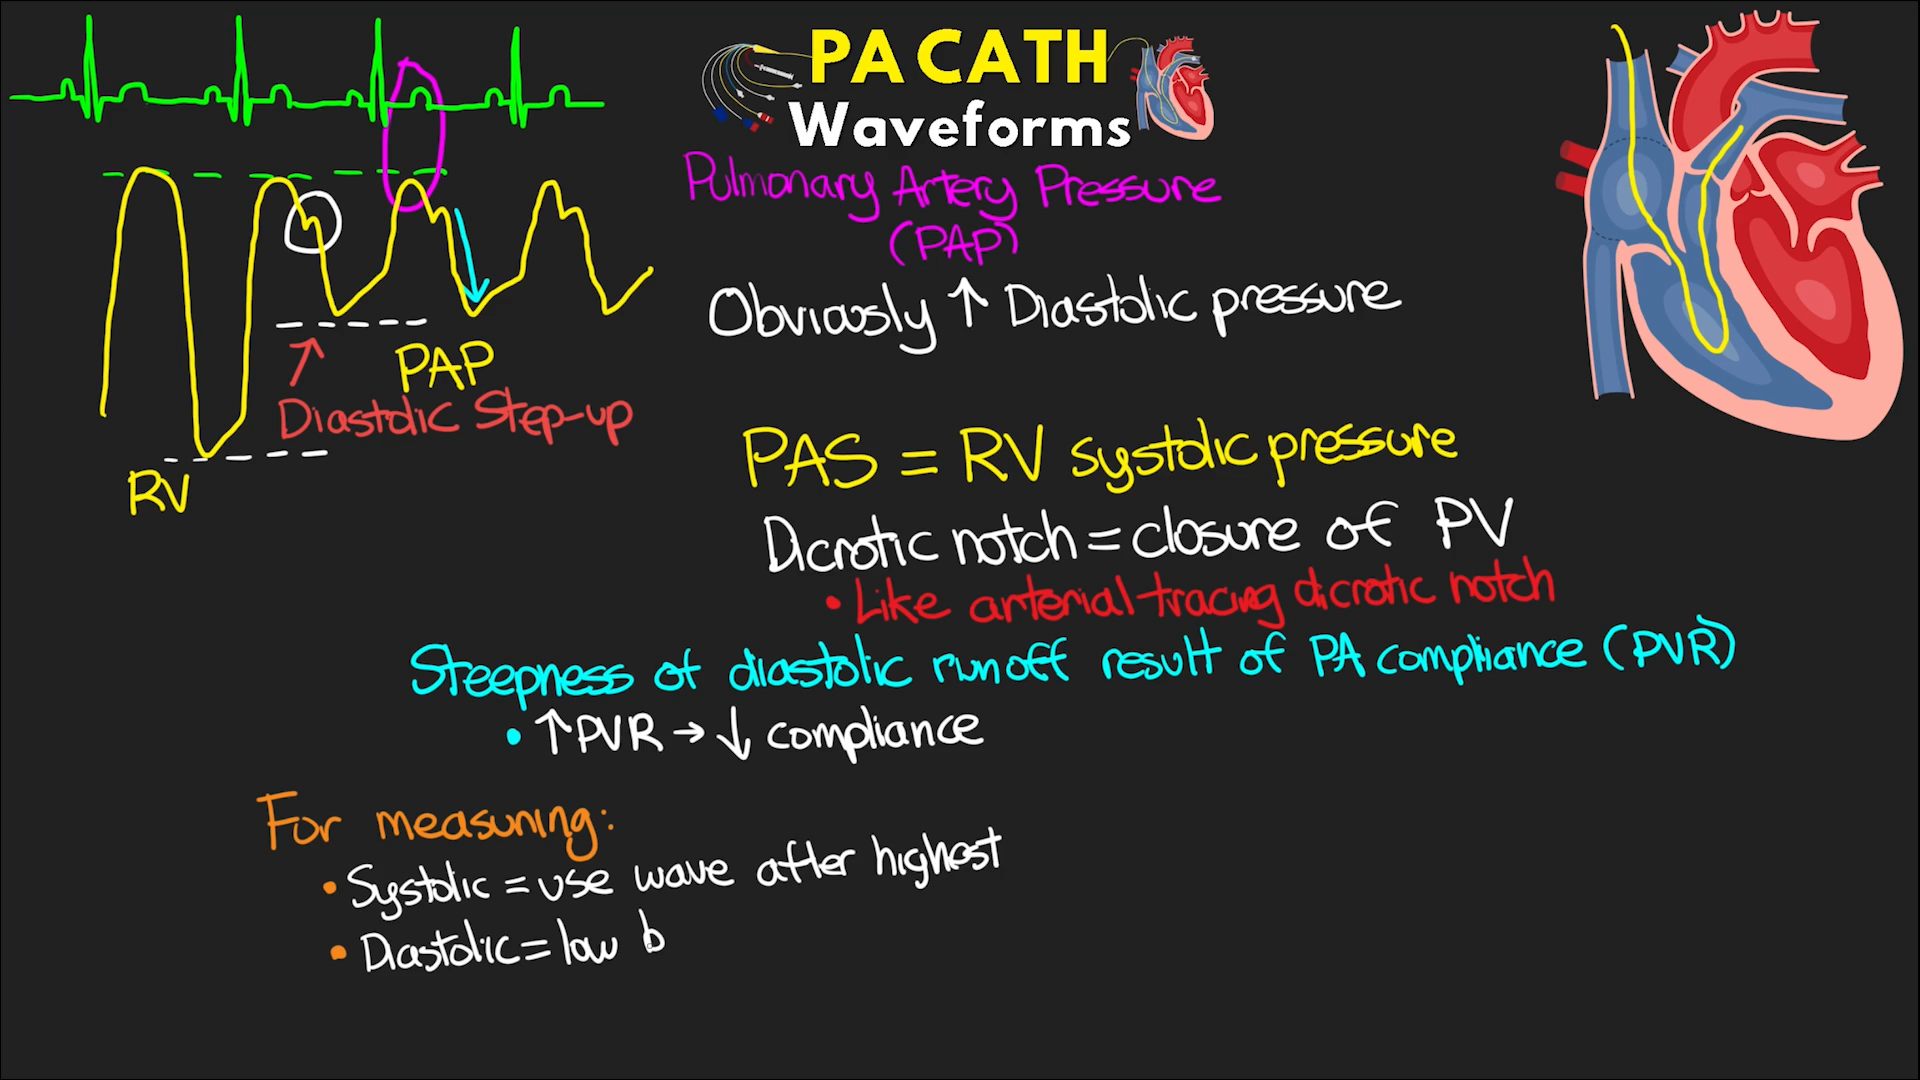 PA CATH
Waveforms
Pulmonary Artery Pressure
(PAP)
Obviously ↑ Diastolic pressure
PAP
Diastolic Step-up
RV
PAS = RV systolic pressure
Dicrotic notch = closure of PV
• Like arterial tracing dicrotic notch
Steepness of diastolic runoff result of PA compliance (PVR)
• ↑PVR → ↓ compliance
For measuring:
• Systolic = use wave after highest
• Diastolic = low b